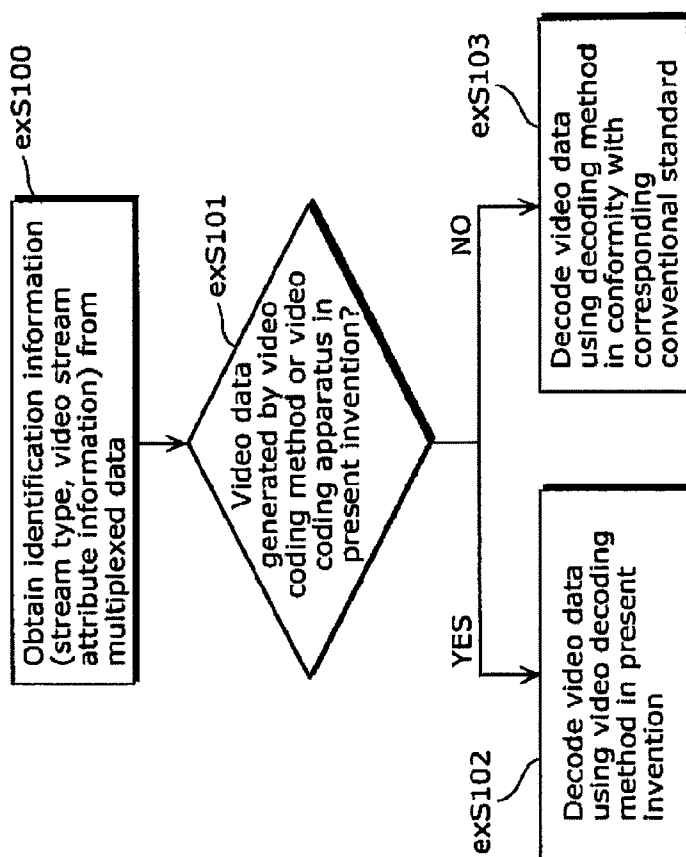 exS100
Obtain identification information
(stream type, video stream
attribute information) from
multiplexed data
exS101
Video data
generated by video
coding method or video
coding apparatus in
present invention?
YES
NO
exS102
Decode video data
using video decoding
method in present
invention
exS103
Decode video data
using decoding method
in conformity with
corresponding
conventional standard